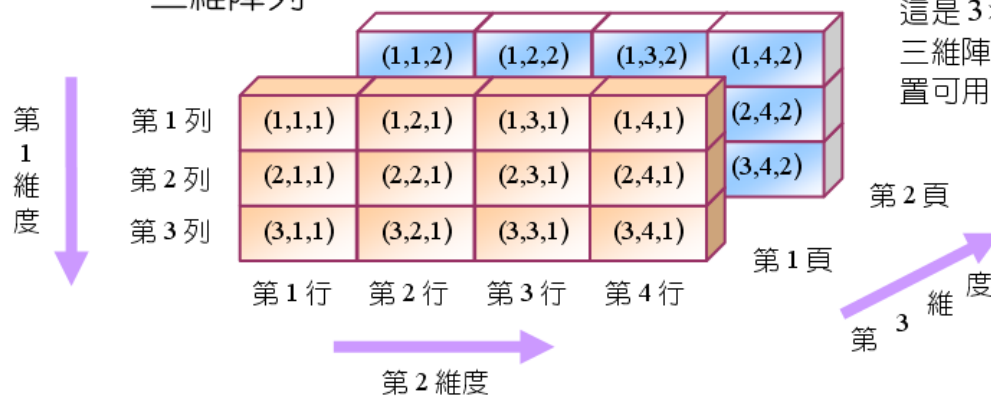 三維陣列
這是 3
三維陣
置可用
(1,1,2) (1,2,2) (1,3,2) (1,4,2)
第 1 列 (1,1,1) (1,2,1) (1,3,1) (1,4,1) (2,4,2)
第 2 列 (2,1,1) (2,2,1) (2,3,1) (2,4,1) (3,4,2)
第 3 列 (3,1,1) (3,2,1) (3,3,1) (3,4,1)
第 1 維度
第 2 頁
第 1 頁
第 1 行 第 2 行 第 3 行 第 4 行
第 2 維度
第 3 維度